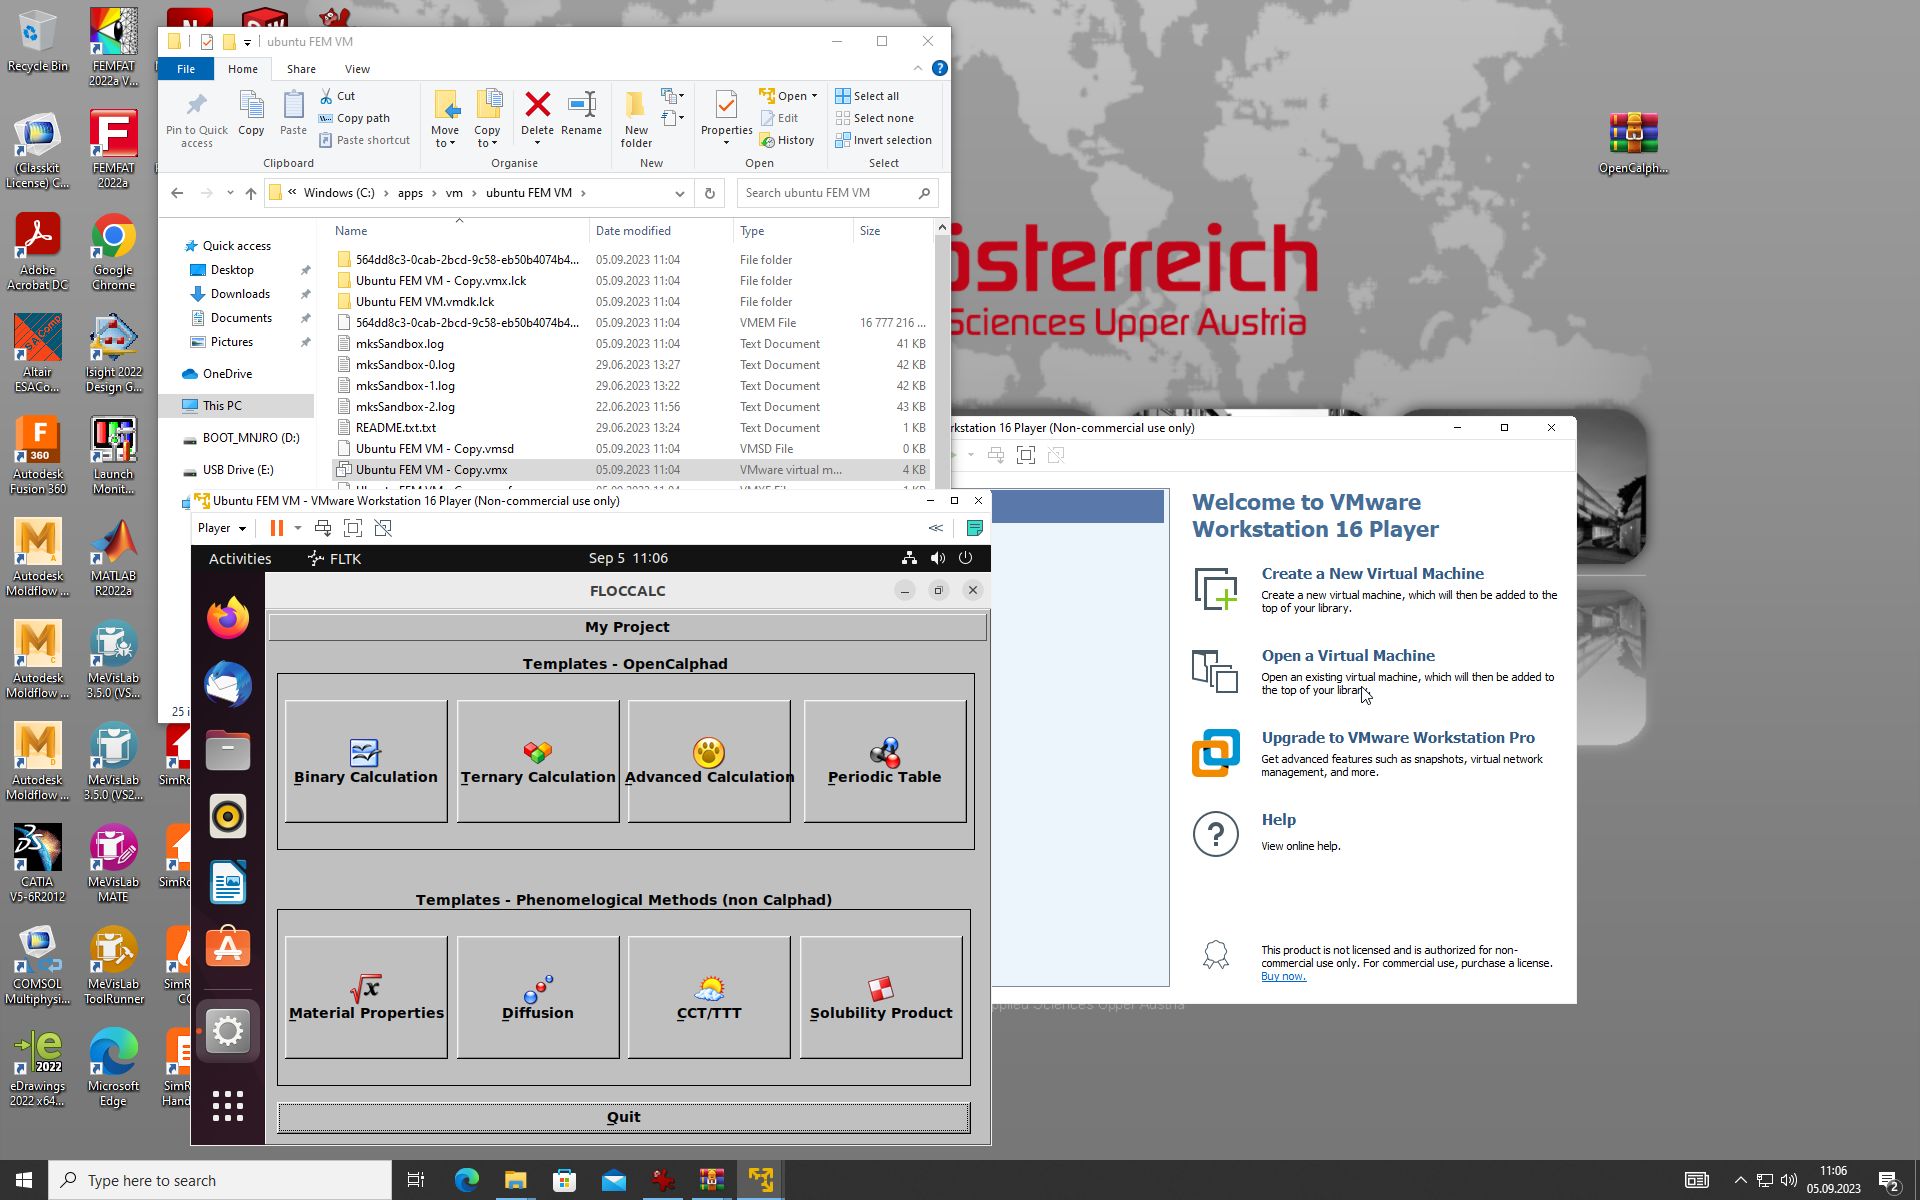 Recycle Bin
FEMFAT
2022a V...
(Classkit
License) C...
FEMFAT
2022a
Adobe
Acrobat DC
Google
Chrome
Altair
ESACo...
Isight 2022
Design G...
Autodesk
Fusion 360
Launch
Monit...
Autodesk
Moldflow ...
MATLAB
R2022a
Autodesk
Moldflow ...
MeVisLab
3.5.0 (VS...
Autodesk
Moldflow ...
MeVisLab
3.5.0 (VS2...
SimRo
CATIA
V5-6R2012
MeVisLab
MATE
SimRo
COMSOL
Multiphysi...
MeVisLab
ToolRunner
SimR
CO
eDrawings
2022 x64...
Microsoft
Edge
SimR
Hand
OpenCalph...
österreich
Sciences Upper Austria
ubuntu FEM VM
File
Home
Share
View
Pin to Quick
access
Copy
Paste
Cut
Copy path
Paste shortcut
Clipboard
Move
to
Copy
to
Delete
Rename
Organise
New
folder
New
Properties
Open
Edit
History
Open
Select all
Select none
Invert selection
Select
« Windows (C:) › apps › vm › ubuntu FEM VM ›
Search ubuntu FEM VM
Name Date modified Type Size
Quick access
Desktop
Downloads
Documents
Pictures
OneDrive
This PC
BOOT_MNJRO (D:)
USB Drive (E:)
564dd8c3-0cab-2bcd-9c58-eb50b4074b4... 05.09.2023 11:04 File folder
Ubuntu FEM VM - Copy.vmx.lck 05.09.2023 11:04 File folder
Ubuntu FEM VM.vmdk.lck 05.09.2023 11:04 File folder
564dd8c3-0cab-2bcd-9c58-eb50b4074b4... 05.09.2023 11:04 VMEM File 16 777 216 ...
mksSandbox.log 05.09.2023 11:04 Text Document 41 KB
mksSandbox-0.log 29.06.2023 13:27 Text Document 42 KB
mksSandbox-1.log 29.06.2023 13:22 Text Document 42 KB
mksSandbox-2.log 22.06.2023 11:56 Text Document 43 KB
README.txt.txt 29.06.2023 13:24 Text Document 1 KB
Ubuntu FEM VM - Copy.vmsd 05.09.2023 11:04 VMSD File 0 KB
Ubuntu FEM VM - Copy.vmx 05.09.2023 11:04 VMware virtual m... 4 KB
25 i
Ubuntu FEM VM - VMware Workstation 16 Player (Non-commercial use only)
Player
Activities
FLTK
Sep 5 11:06
FLOCCALC
My Project
Templates - OpenCalphad
Binary Calculation
Ternary Calculation
Advanced Calculation
Periodic Table
Templates - Phenomelogical Methods (non Calphad)
Material Properties
Diffusion
CCT/TTT
Solubility Product
Quit
rkstation 16 Player (Non-commercial use only)
Welcome to VMware
Workstation 16 Player
Create a New Virtual Machine
Create a new virtual machine, which will then be added to the
top of your library.
Open a Virtual Machine
Open an existing virtual machine, which will then be added to
the top of your library.
Upgrade to VMware Workstation Pro
Get advanced features such as snapshots, virtual network
management, and more.
Help
View online help.
This product is not licensed and is authorized for non-
commercial use only. For commercial use, purchase a license.
Buy now.
pplied Sciences Upper Austria
Type here to search
11:06
05.09.2023
2